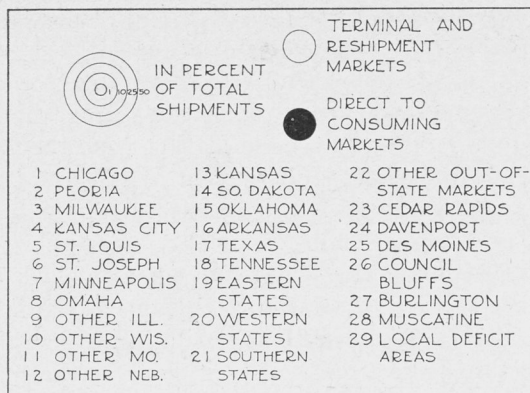 1 10 25 50
IN PERCENT
OF TOTAL
SHIPMENTS
TERMINAL AND
RESHIPMENT
MARKETS
DIRECT TO
CONSUMING
MARKETS
1 CHICAGO
2 PEORIA
3 MILWAUKEE
4 KANSAS CITY
5 ST. LOUIS
6 ST. JOSEPH
7 MINNEAPOLIS
8 OMAHA
9 OTHER ILL.
10 OTHER WIS.
11 OTHER MO.
12 OTHER NEB.
13 KANSAS
14 SO. DAKOTA
15 OKLAHOMA
16 ARKANSAS
17 TEXAS
18 TENNESSEE
19 EASTERN
STATES
20 WESTERN
STATES
21 SOUTHERN
STATES
22 OTHER OUT-OF-
STATE MARKETS
23 CEDAR RAPIDS
24 DAVENPORT
25 DES MOINES
26 COUNCIL
BLUFFS
27 BURLINGTON
28 MUSCATINE
29 LOCAL DEFICIT
AREAS